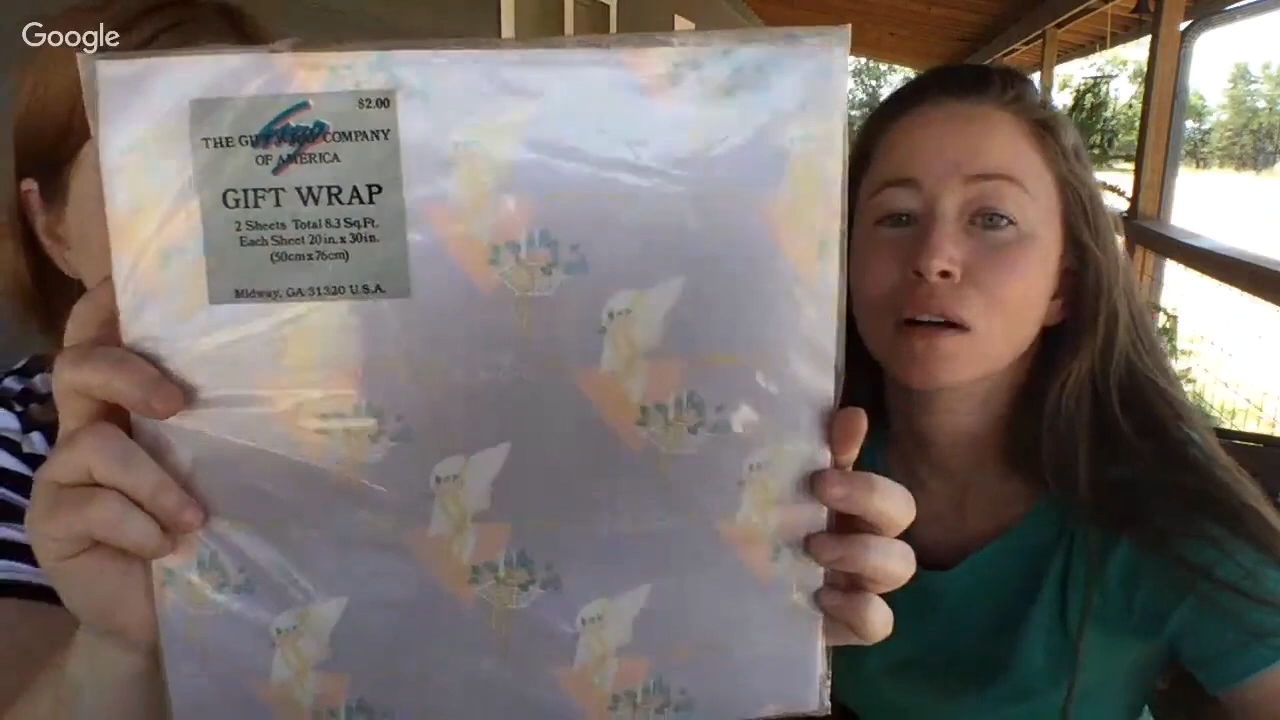 Google
$2.00
THE GIFT WRAP COMPANY
OF AMERICA
GIFT WRAP
2 Sheets Total 8.3 Sq.Ft.
Each Sheet 20 in. x 30 in.
(50cm x 76cm)
Midway, GA 31320 U.S.A.